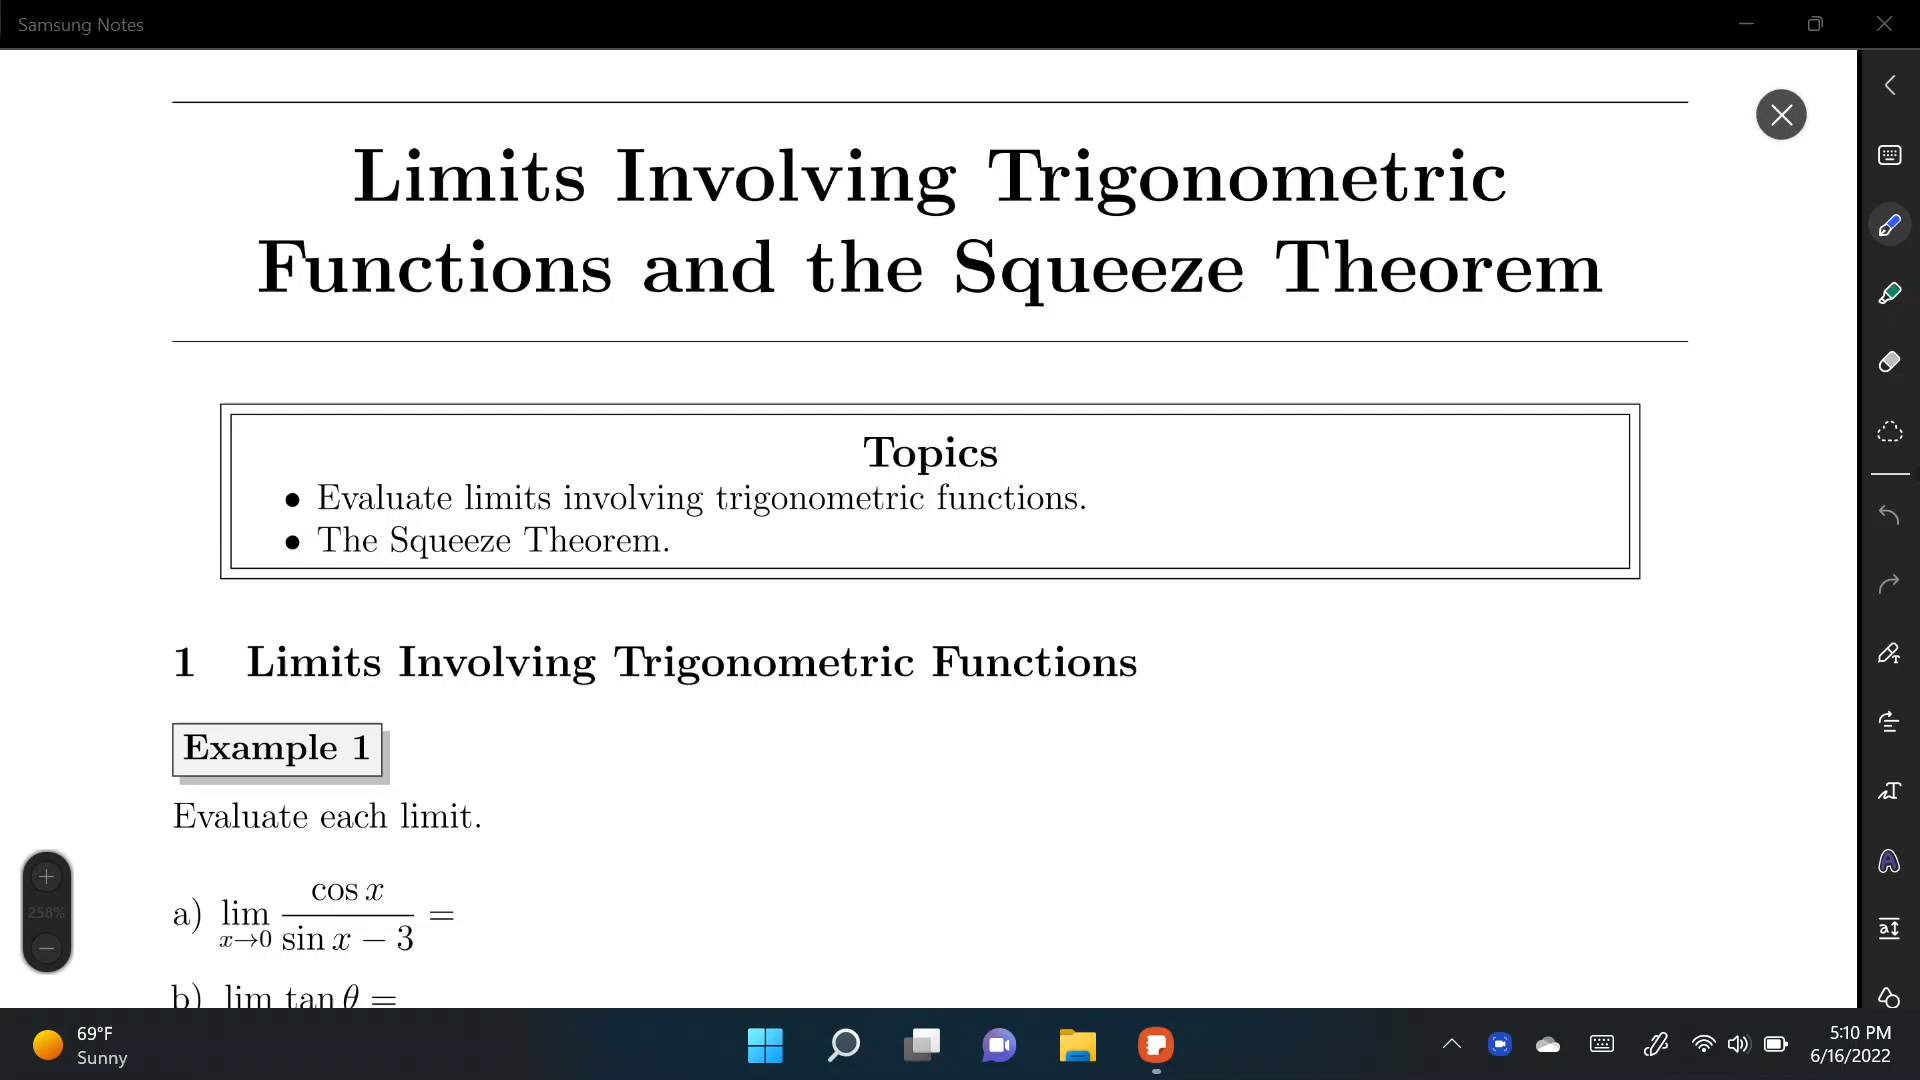 Samsung Notes
Limits Involving Trigonometric
Functions and the Squeeze Theorem
Topics
• Evaluate limits involving trigonometric functions.
• The Squeeze Theorem.
1 Limits Involving Trigonometric Functions
Example 1
Evaluate each limit.
a) lim x→0 cos x / sin x − 3 =
b) lim tan θ =
258%
69°F
Sunny
5:10 PM
6/16/2022